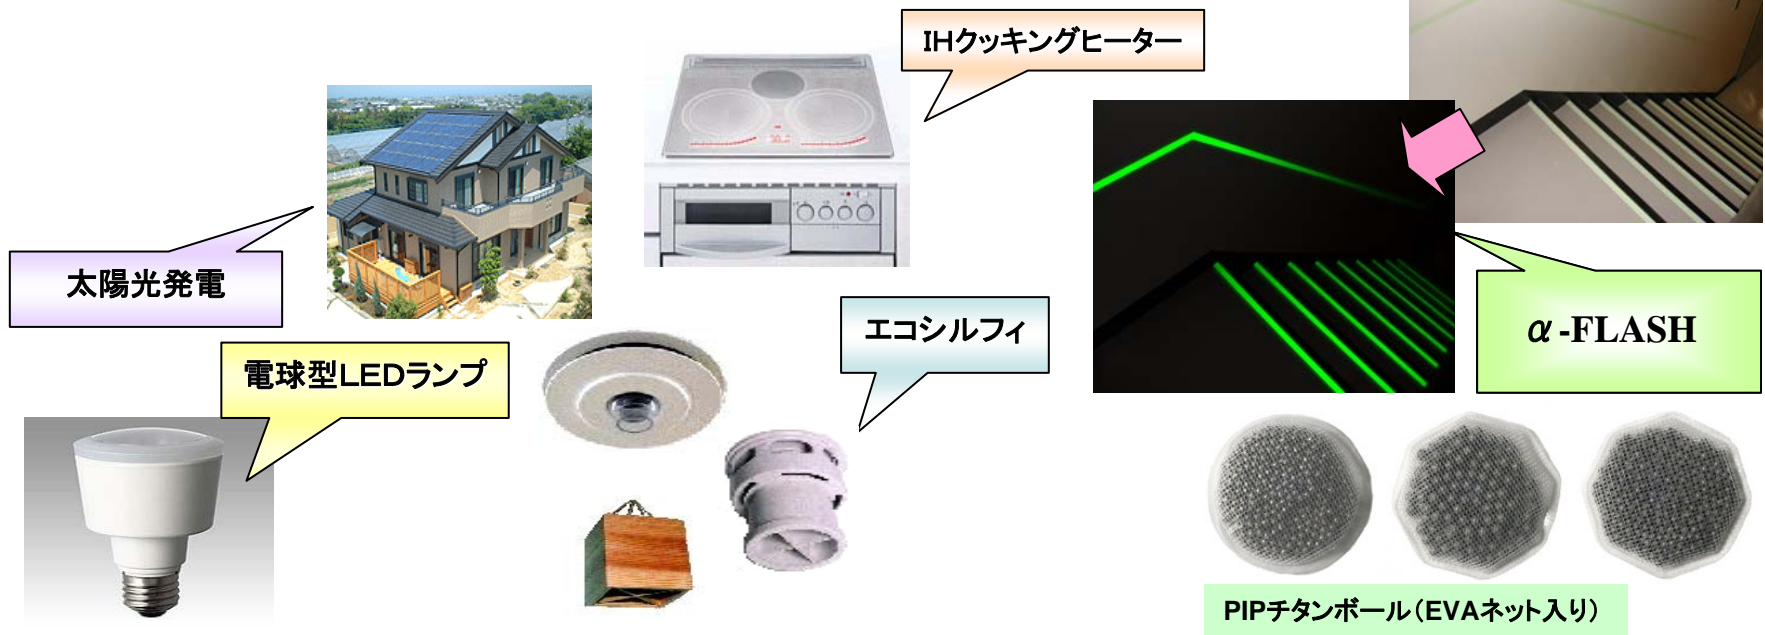 IHクッキングヒーター
太陽光発電
エコシルフィ
α-FLASH
電球型LEDランプ
PIPチタンボール(EVAネット入り)